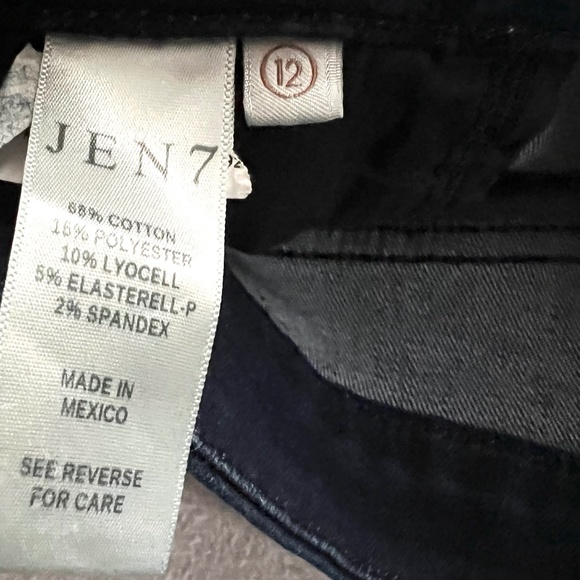 12
JEN7
68% COTTON
15% POLYESTER
10% LYOCELL
5% ELASTERELL-P
2% SPANDEX
MADE IN
MEXICO
SEE REVERSE
FOR CARE